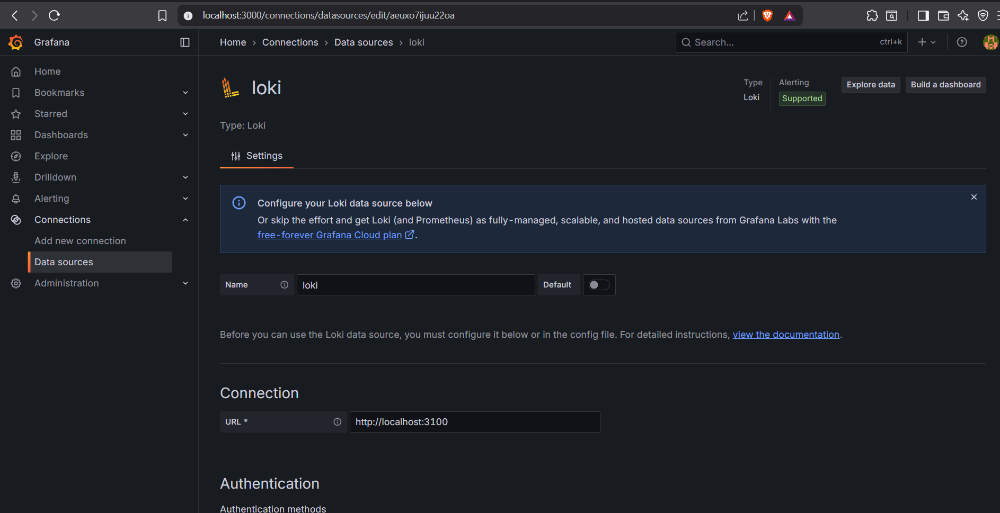 localhost:3000/connections/datasources/edit/aeuxo7ijuu22oa
Grafana
Home › Connections › Data sources › loki
Search...
ctrl+k
Home
Bookmarks
Starred
Dashboards
Explore
Drilldown
Alerting
Connections
Add new connection
Data sources
Administration
loki
Type
Loki
Alerting
Supported
Explore data
Build a dashboard
Type: Loki
Settings
Configure your Loki data source below
Or skip the effort and get Loki (and Prometheus) as fully-managed, scalable, and hosted data sources from Grafana Labs with the
free-forever Grafana Cloud plan.
Name
loki
Default
Before you can use the Loki data source, you must configure it below or in the config file. For detailed instructions, view the documentation.
Connection
URL *
http://localhost:3100
Authentication
Authentication methods